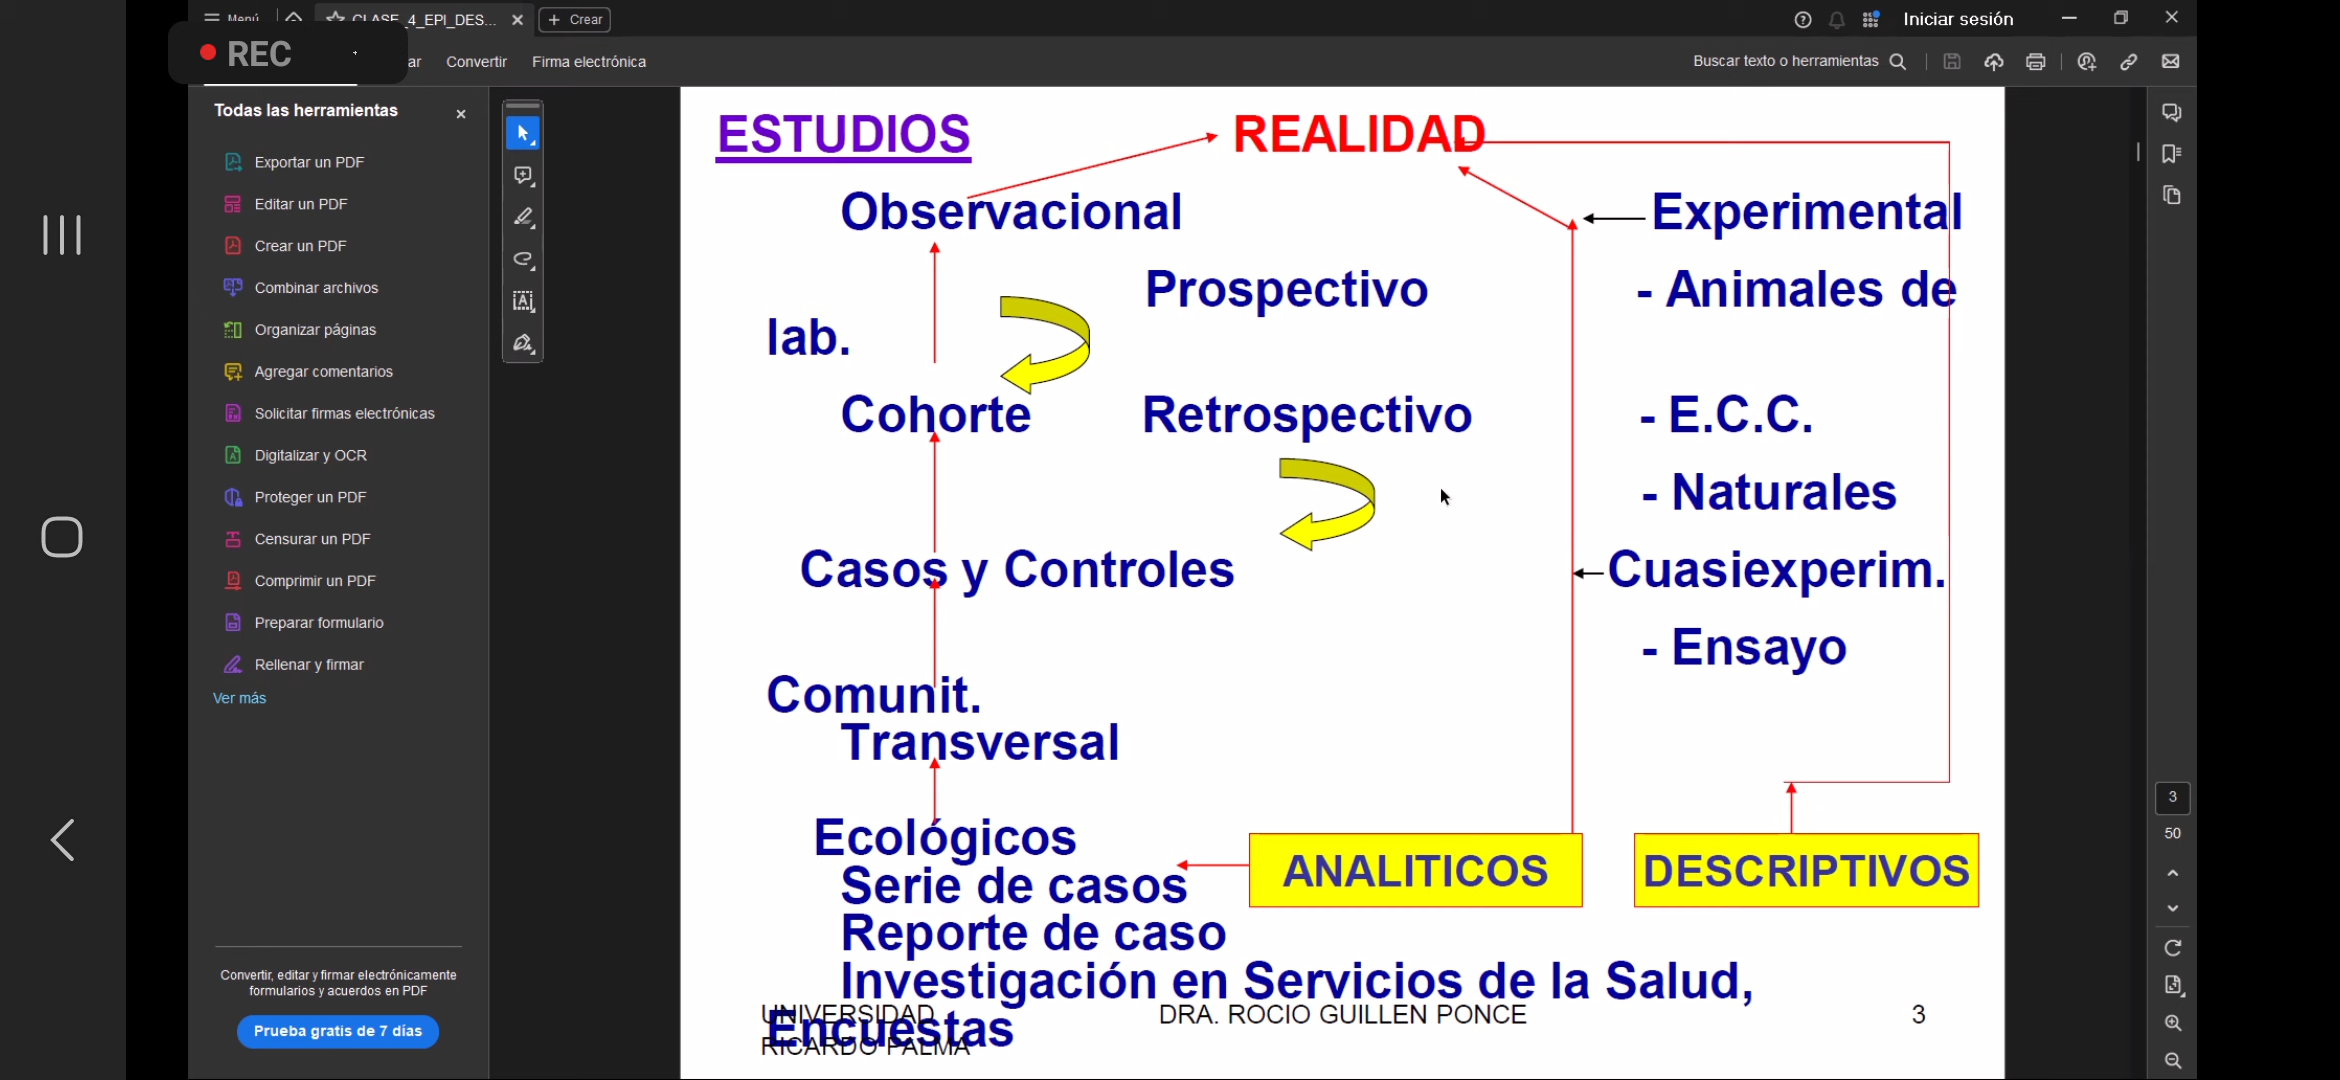 Menú
CLASE_4_EPI_DES...
Crear
Iniciar sesión
REC
ar
Convertir
Firma electrónica
Buscar texto o herramientas
Todas las herramientas
Exportar un PDF
Editar un PDF
Crear un PDF
Combinar archivos
Organizar páginas
Agregar comentarios
Solicitar firmas electrónicas
Digitalizar y OCR
Proteger un PDF
Censurar un PDF
Comprimir un PDF
Preparar formulario
Rellenar y firmar
Ver más
Convertir, editar y firmar electrónicamente
formularios y acuerdos en PDF
Prueba gratis de 7 días
ESTUDIOS REALIDAD
Observacional Experimental
Prospectivo - Animales de
lab.
Cohorte Retrospectivo - E.C.C.
- Naturales
Casos y Controles Cuasiexperim.
- Ensayo
Comunit.
Transversal
Ecológicos
ANALITICOS DESCRIPTIVOS
Serie de casos
Reporte de caso
Investigación en Servicios de la Salud,
Encuestas
UNIVERSIDAD
RICARDO PALMA
DRA. ROCIO GUILLEN PONCE
3
3
50